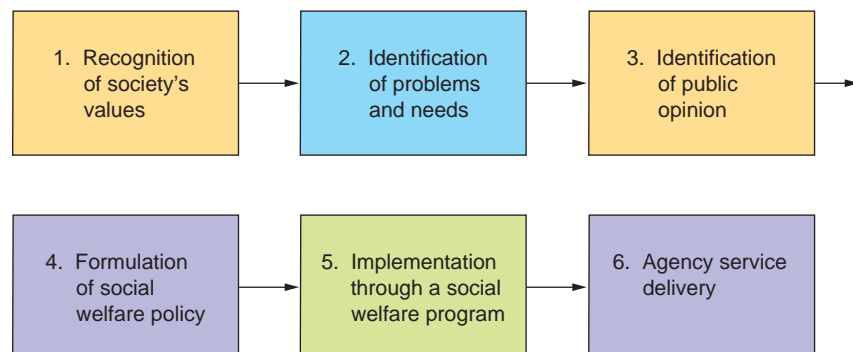 1. Recognition
of society's
values
2. Identification
of problems
and needs
3. Identification
of public
opinion
4. Formulation
of social
welfare policy
5. Implementation
through a social
welfare program
6. Agency service
delivery